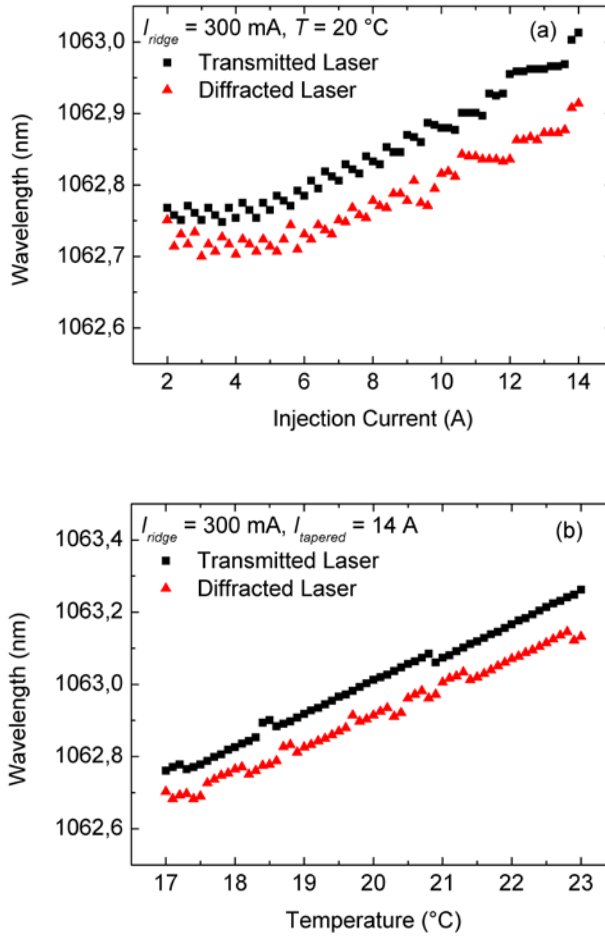 I_ridge = 300 mA, T = 20 °C
(a)
Transmitted Laser
Diffracted Laser
1063,0
1062,9
1062,8
1062,7
1062,6
Wavelength (nm)
2 4 6 8 10 12 14
Injection Current (A)
I_ridge = 300 mA, I_tapered = 14 A
(b)
Transmitted Laser
Diffracted Laser
1063,4
1063,2
1063,0
1062,8
1062,6
Wavelength (nm)
17 18 19 20 21 22 23
Temperature (°C)